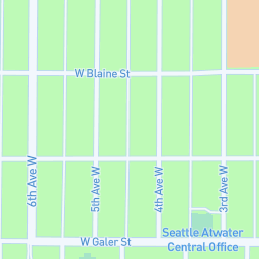 W Blaine St
6th Ave W
5th Ave W
4th Ave W
3rd Ave W
Seattle Atwater
Central Office
W Galer St